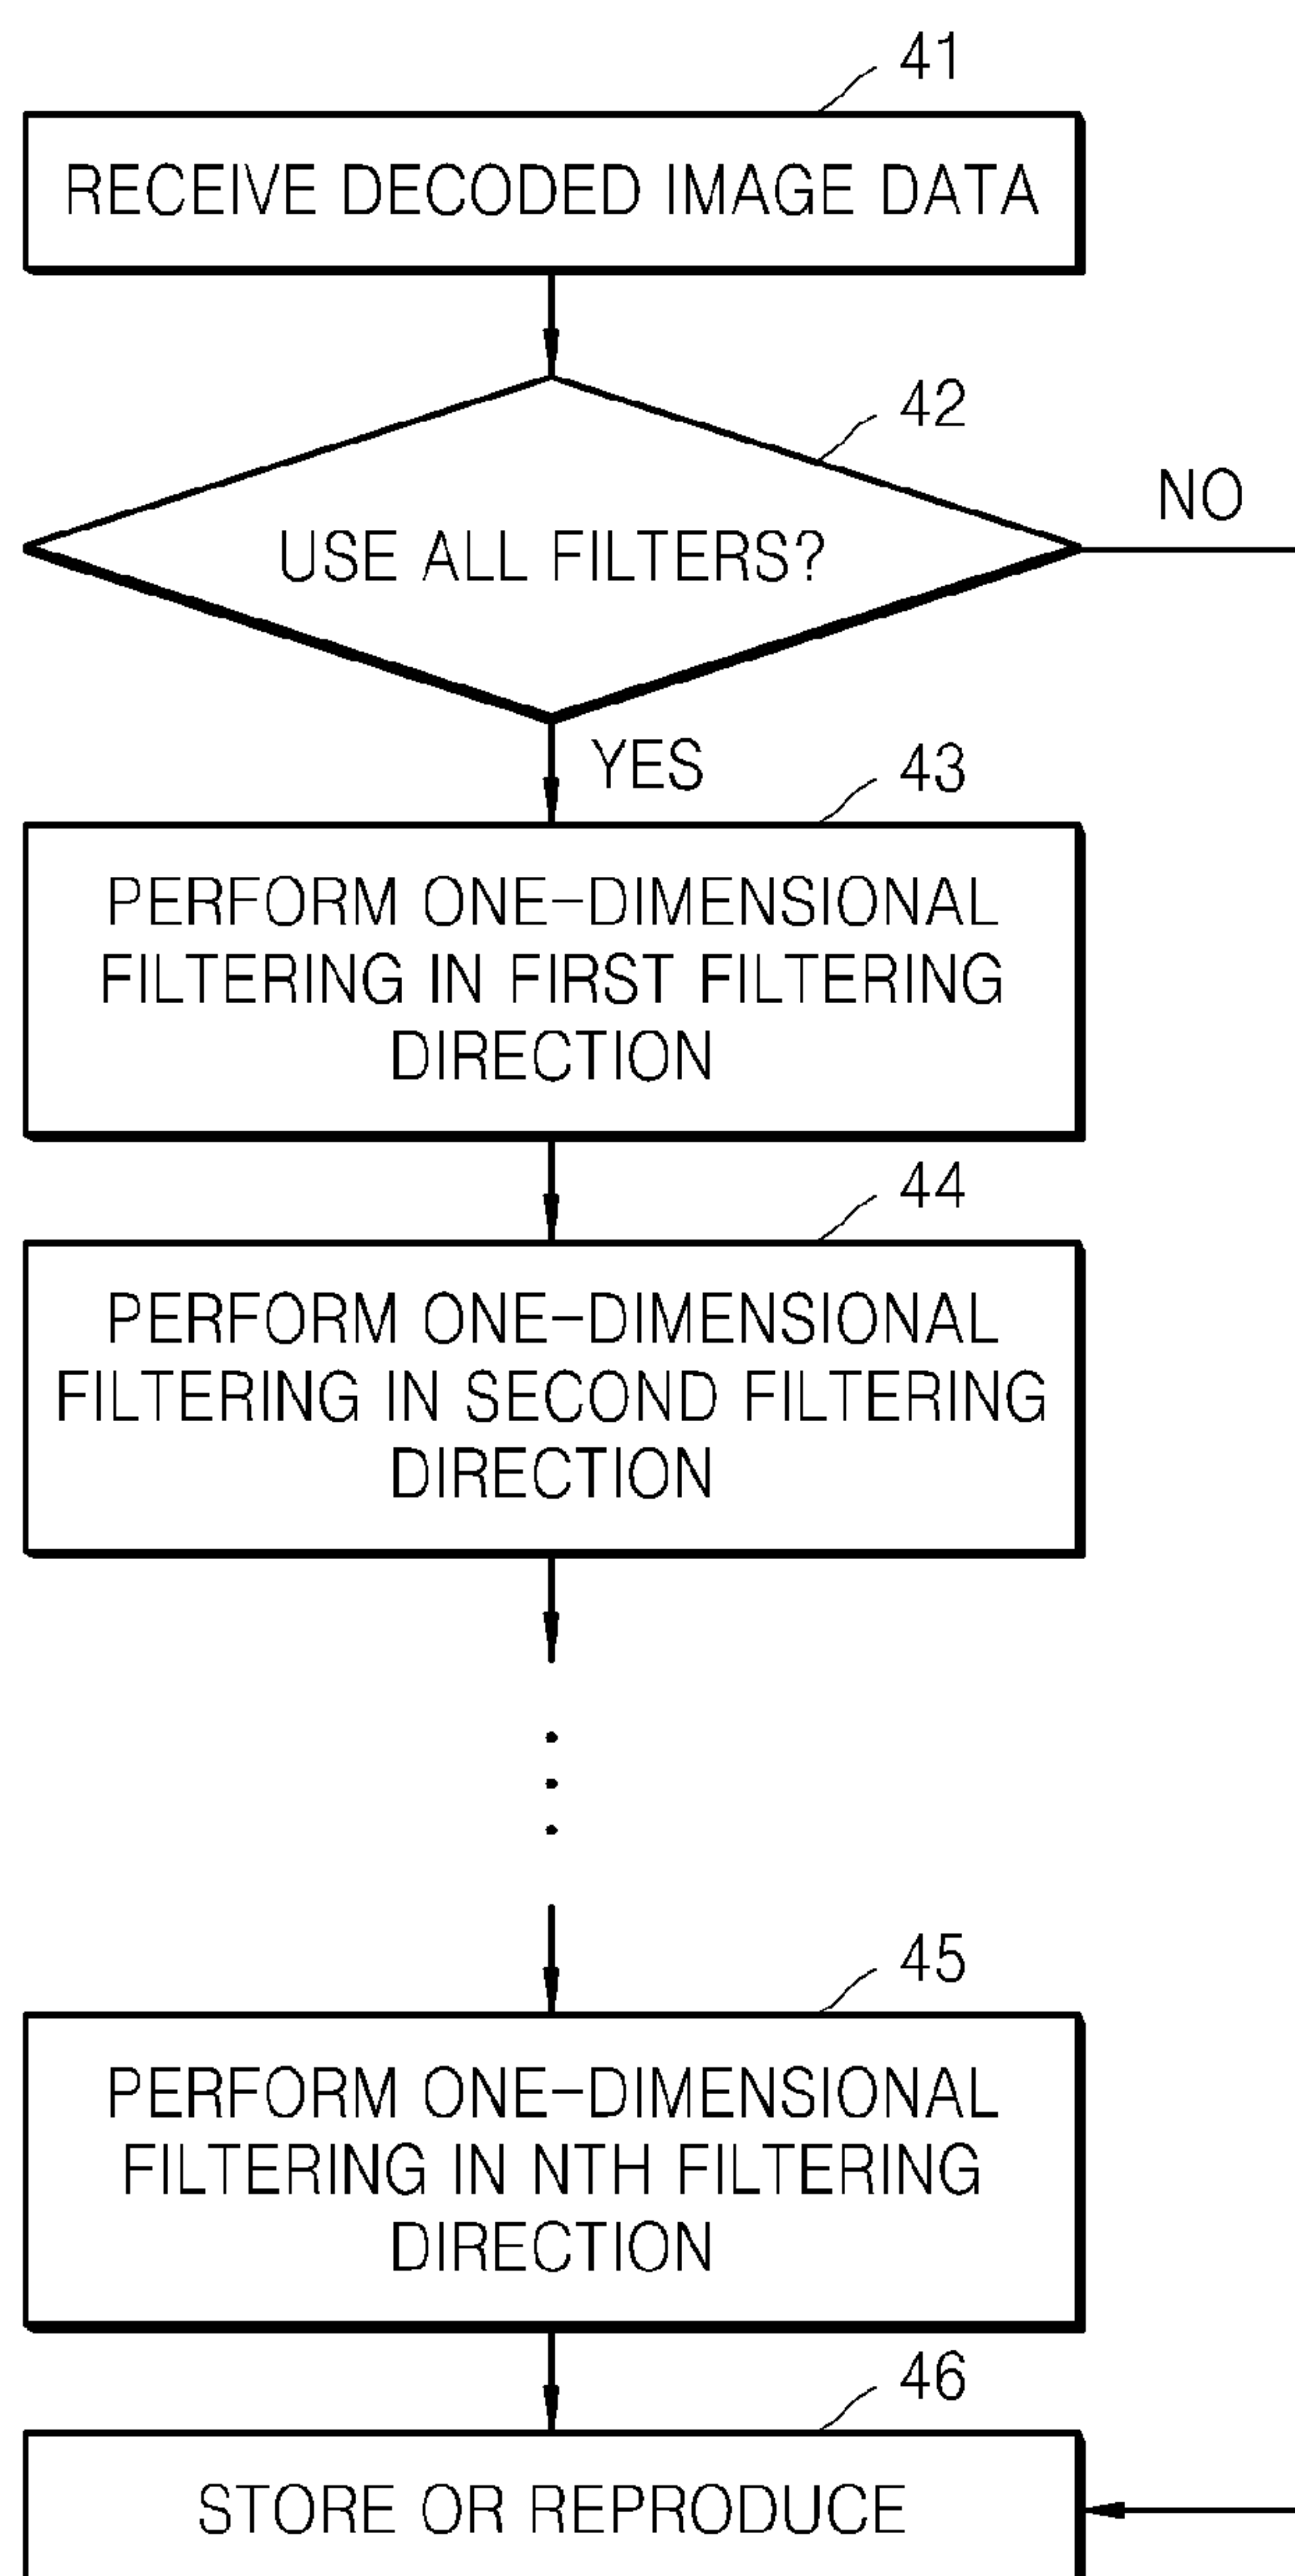 41
RECEIVE DECODED IMAGE DATA
42
NO
USE ALL FILTERS?
YES
43
PERFORM ONE-DIMENSIONAL
FILTERING IN FIRST FILTERING
DIRECTION
44
PERFORM ONE-DIMENSIONAL
FILTERING IN SECOND FILTERING
DIRECTION
45
PERFORM ONE-DIMENSIONAL
FILTERING IN NTH FILTERING
DIRECTION
46
STORE OR REPRODUCE